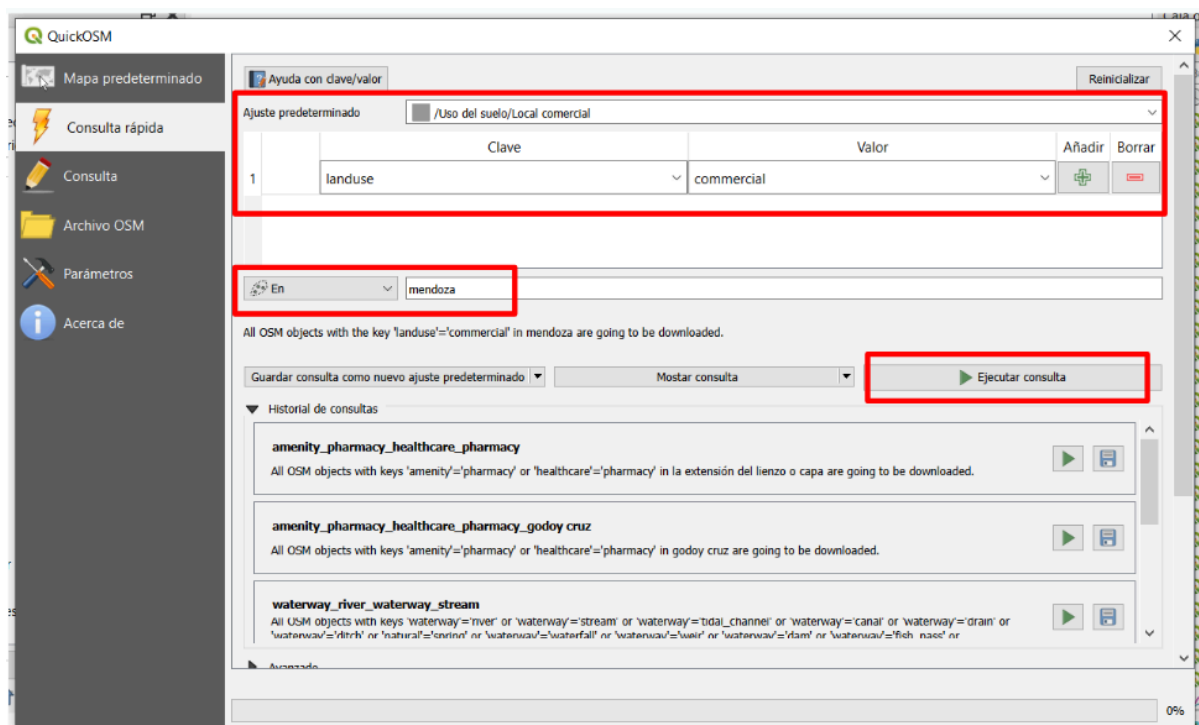 QuickOSM
Mapa predeterminado
Consulta rápida
Consulta
Archivo OSM
Parámetros
Acerca de
Ayuda con clave/valor
Reinicializar
Ajuste predeterminado
/Uso del suelo/Local comercial
Clave Valor Añadir Borrar
1 landuse commercial
En mendoza
All OSM objects with the key 'landuse'='commercial' in mendoza are going to be downloaded.
Guardar consulta como nuevo ajuste predeterminado Mostar consulta Ejecutar consulta
Historial de consultas
amenity_pharmacy_healthcare_pharmacy
All OSM objects with keys 'amenity'='pharmacy' or 'healthcare'='pharmacy' in la extensión del lienzo o capa are going to be downloaded.
amenity_pharmacy_healthcare_pharmacy_godoy cruz
All OSM objects with keys 'amenity'='pharmacy' or 'healthcare'='pharmacy' in godoy cruz are going to be downloaded.
waterway_river_waterway_stream
All OSM objects with keys 'waterway'='river' or 'waterway'='stream' or 'waterway'='tidal_channel' or 'waterway'='canal' or 'waterway'='drain' or
'waterway'='ditch' or 'natural'='spring' or 'waterway'='waterfall' or 'waterway'='weir' or 'waterway'='dam' or 'waterway'='fish_pass' or
Avanzado
0%